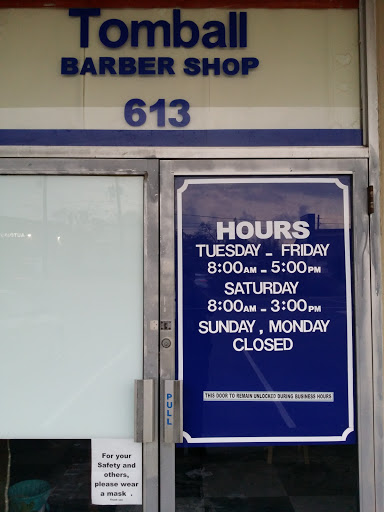 Tomball
BARBER SHOP
613
HOURS
TUESDAY - FRIDAY
8:00AM - 5:00PM
SATURDAY
8:00AM - 3:00PM
SUNDAY , MONDAY
CLOSED
THIS DOOR TO REMAIN UNLOCKED DURING BUSINESS HOURS
PULL
For your
Safety and
others,
please wear
a mask .